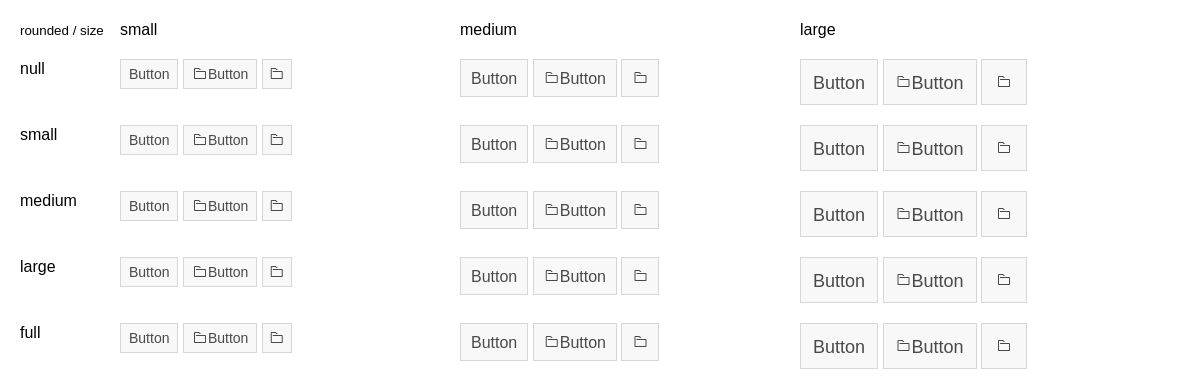 rounded / size small medium large
null Button Button Button Button Button Button
small Button Button Button Button Button Button
medium Button Button Button Button Button Button
large Button Button Button Button Button Button
full Button Button Button Button Button Button